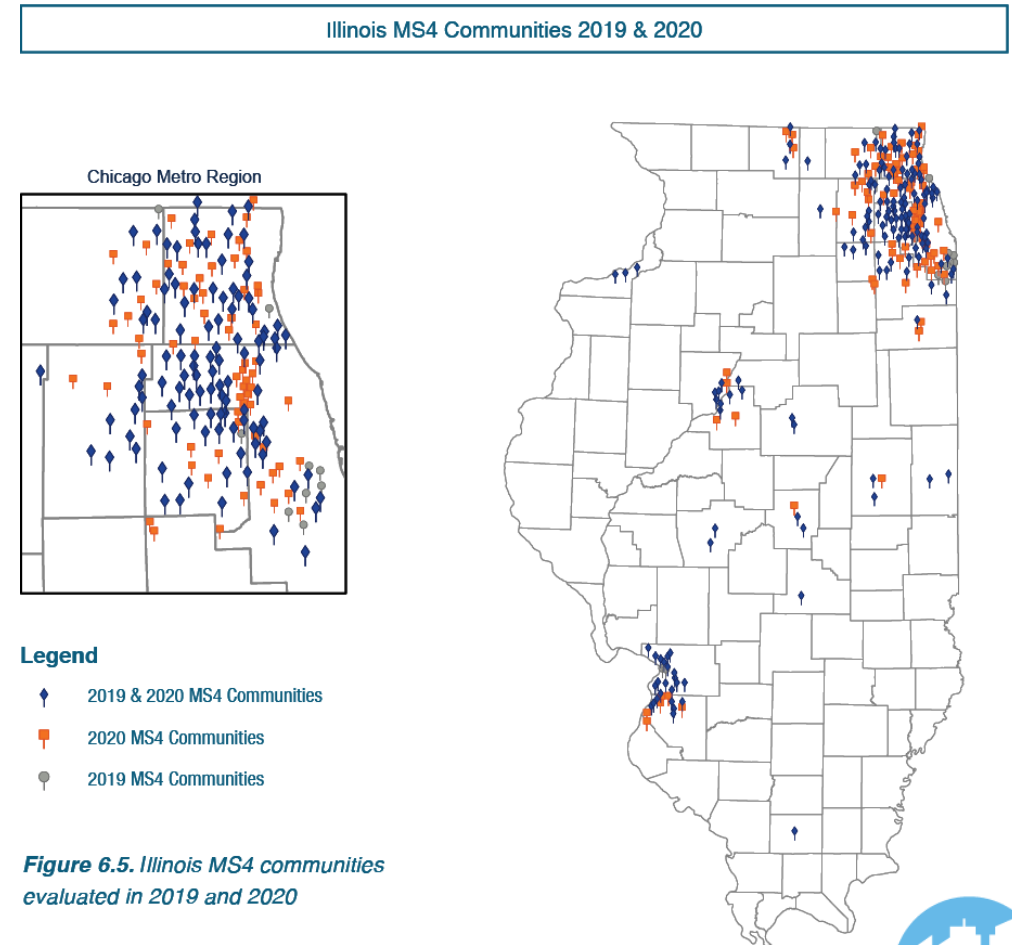 Illinois MS4 Communities 2019 & 2020
Chicago Metro Region
Legend
2019 & 2020 MS4 Communities
2020 MS4 Communities
2019 MS4 Communities
Figure 6.5. Illinois MS4 communities
evaluated in 2019 and 2020